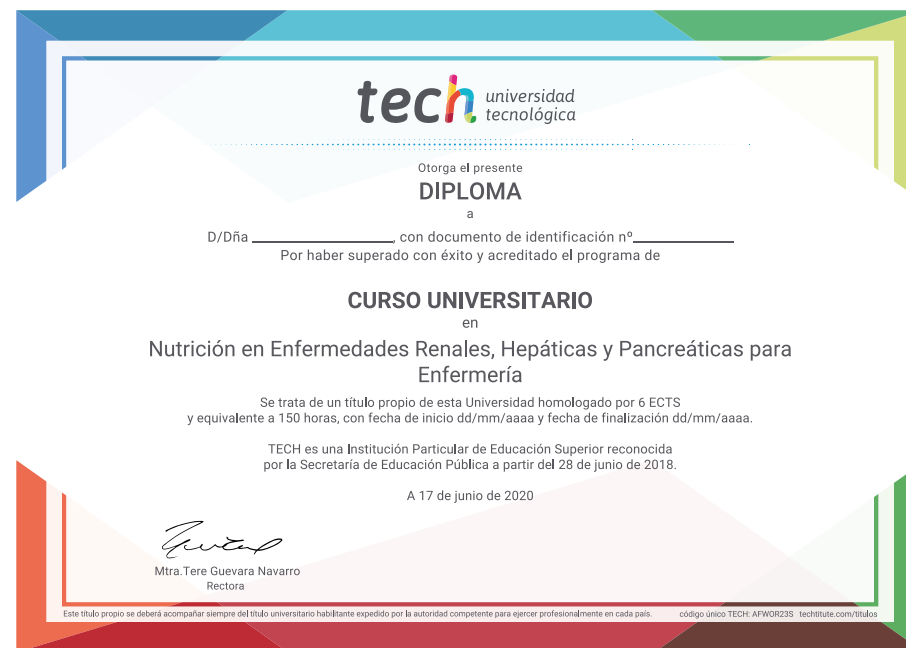 tech universidad
tecnológica
Otorga el presente
DIPLOMA
a
D/Dña ____________________, con documento de identificación nº______________
Por haber superado con éxito y acreditado el programa de
CURSO UNIVERSITARIO
en
Nutrición en Enfermedades Renales, Hepáticas y Pancreáticas para
Enfermería
Se trata de un título propio de esta Universidad homologado por 6 ECTS
y equivalente a 150 horas, con fecha de inicio dd/mm/aaaa y fecha de finalización dd/mm/aaaa.
TECH es una Institución Particular de Educación Superior reconocida
por la Secretaría de Educación Pública a partir del 28 de junio de 2018.
A 17 de junio de 2020
Mtra.Tere Guevara Navarro
Rectora
Este título propio se deberá acompañar siempre del título universitario habilitante expedido por la autoridad competente para ejercer profesionalmente en cada país. código único TECH: AFWOR23S techtitute.com/titulos